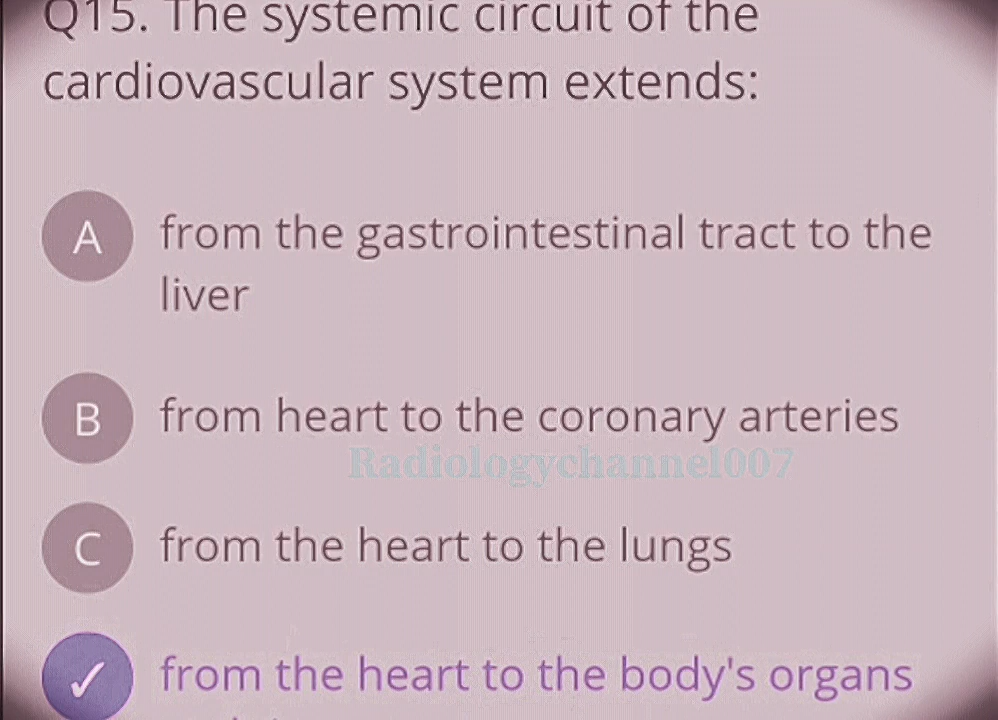 Q15. The systemic circuit of the
cardiovascular system extends:
A
from the gastrointestinal tract to the
liver
B
from heart to the coronary arteries
Radiologychannel007
C
from the heart to the lungs
✓
from the heart to the body's organs